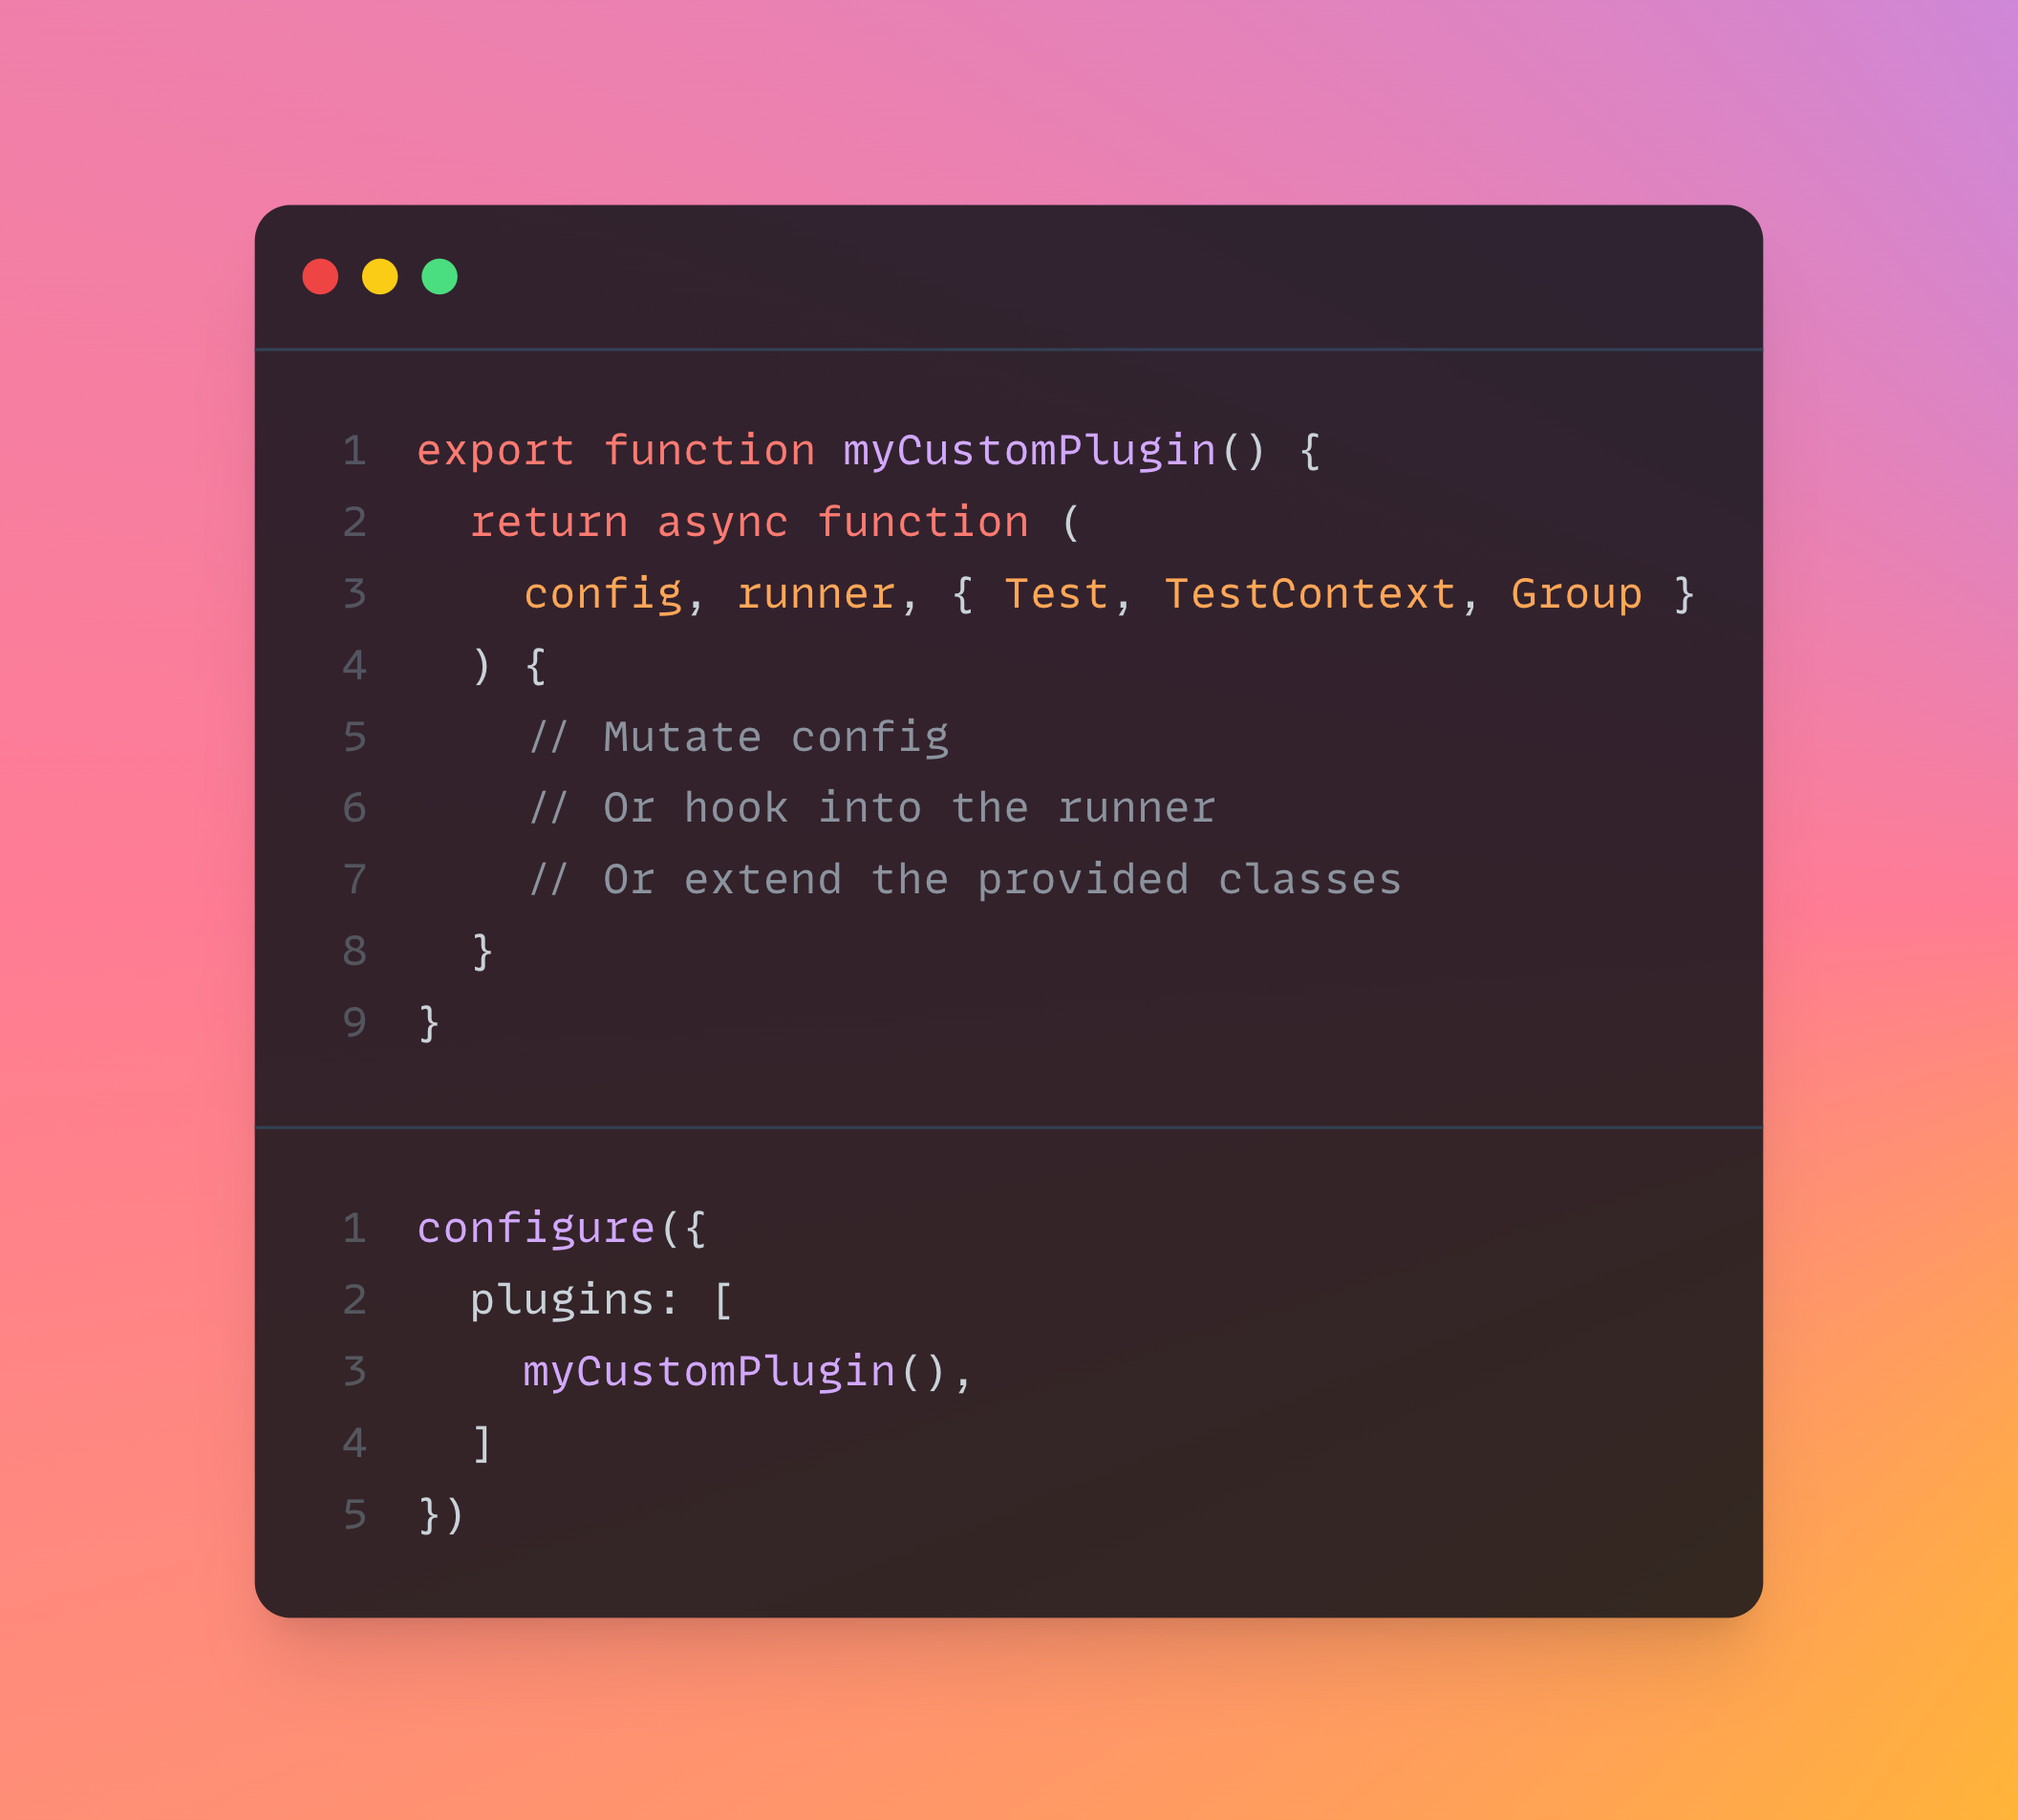 1 export function myCustomPlugin() {
2   return async function (
3     config, runner, { Test, TestContext, Group }
4   ) {
5     // Mutate config
6     // Or hook into the runner
7     // Or extend the provided classes
8   }
9 }
1 configure({
2   plugins: [
3     myCustomPlugin(),
4   ]
5 })